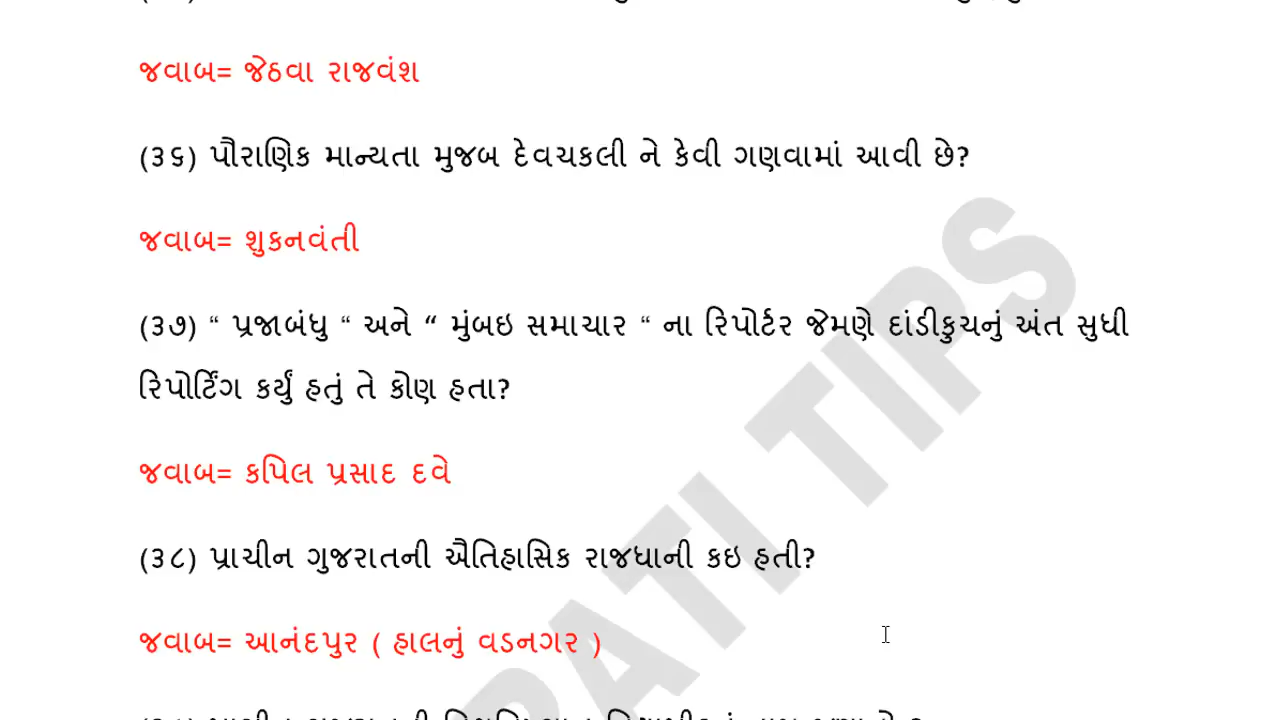 જવાબ= જેઠવા રાજવંશ
(૩૬) પૌરાણિક માન્યતા મુજબ દેવચકલી ને કેવી ગણવામાં આવી છે?
જવાબ= શુકનવંતી
(૩૭) “ પ્રજાબંધુ “ અને “ મુંબઇ સમાચાર “ ના રિપોર્ટર જેમણે દાંડીકુચનું અંત સુધી
રિપોર્ટિંગ કર્યું હતું તે કોણ હતા?
જવાબ= કપિલ પ્રસાદ દવે
(૩૮) પ્રાચીન ગુજરાતની ઐતિહાસિક રાજધાની કઇ હતી?
જવાબ= આનંદપુર ( હાલનું વડનગર )
PATI TIPS